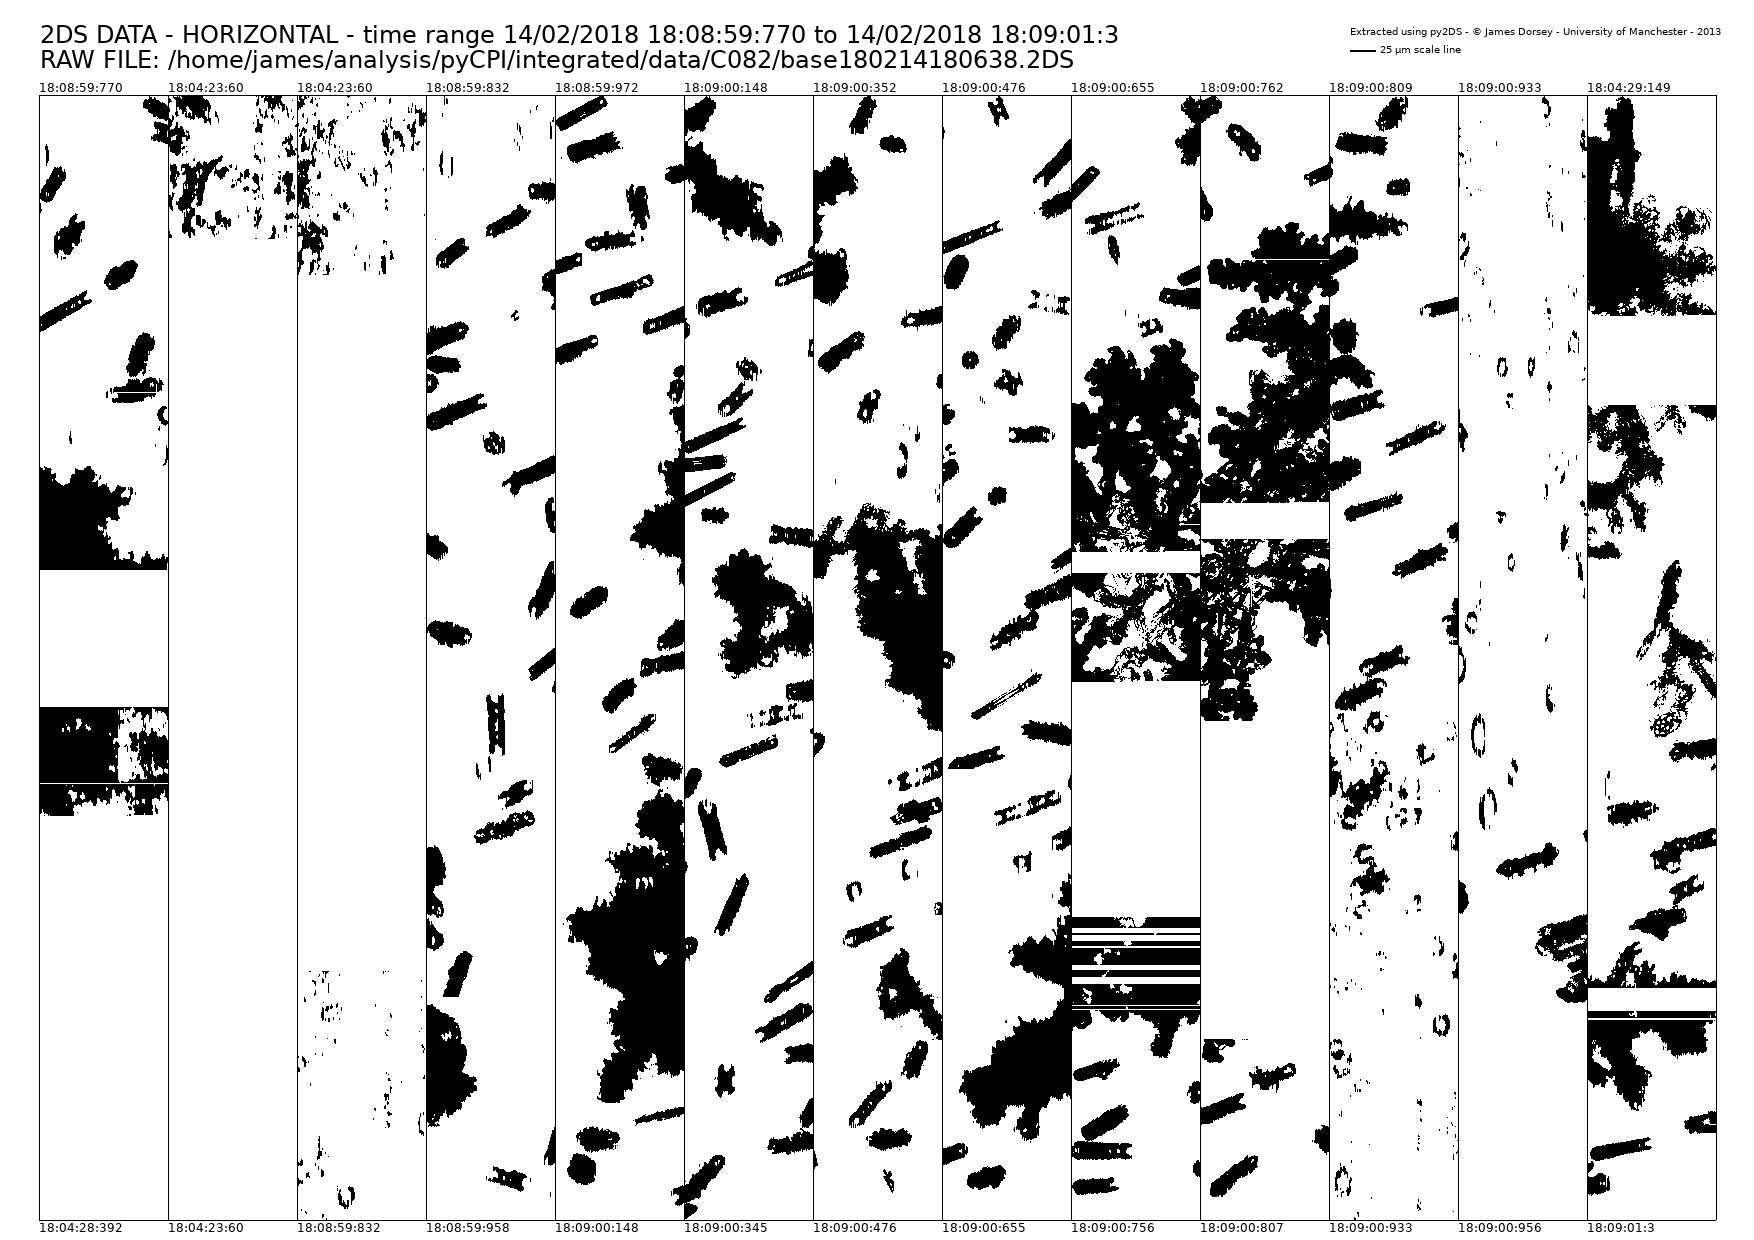 2DS DATA - HORIZONTAL - time range 14/02/2018 18:08:59:770 to 14/02/2018 18:09:01:3
RAW FILE: /home/james/analysis/pyCPI/integrated/data/C082/base180214180638.2DS
Extracted using py2DS - © James Dorsey - University of Manchester - 2013
25 µm scale line
18:08:59:770 18:04:23:60 18:04:23:60 18:08:59:832 18:08:59:972 18:09:00:148 18:09:00:352 18:09:00:476 18:09:00:655 18:09:00:762 18:09:00:809 18:09:00:933 18:04:29:149
18:04:28:392 18:04:23:60 18:08:59:832 18:08:59:958 18:09:00:148 18:09:00:345 18:09:00:476 18:09:00:655 18:09:00:756 18:09:00:807 18:09:00:933 18:09:00:956 18:09:01:3